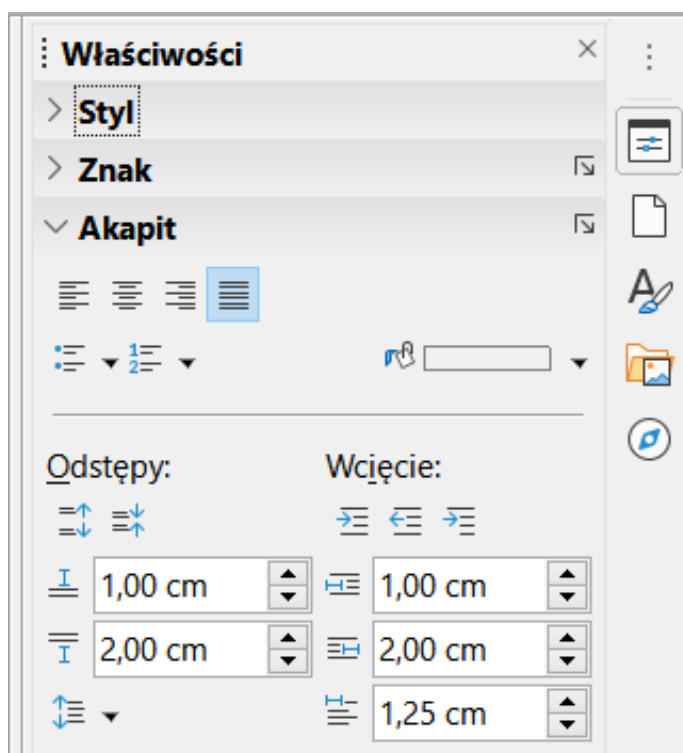 Właściwości
Styl
Znak
Akapit
Odstępy: Wcięcie:
1,00 cm 1,00 cm
2,00 cm 2,00 cm
1,25 cm